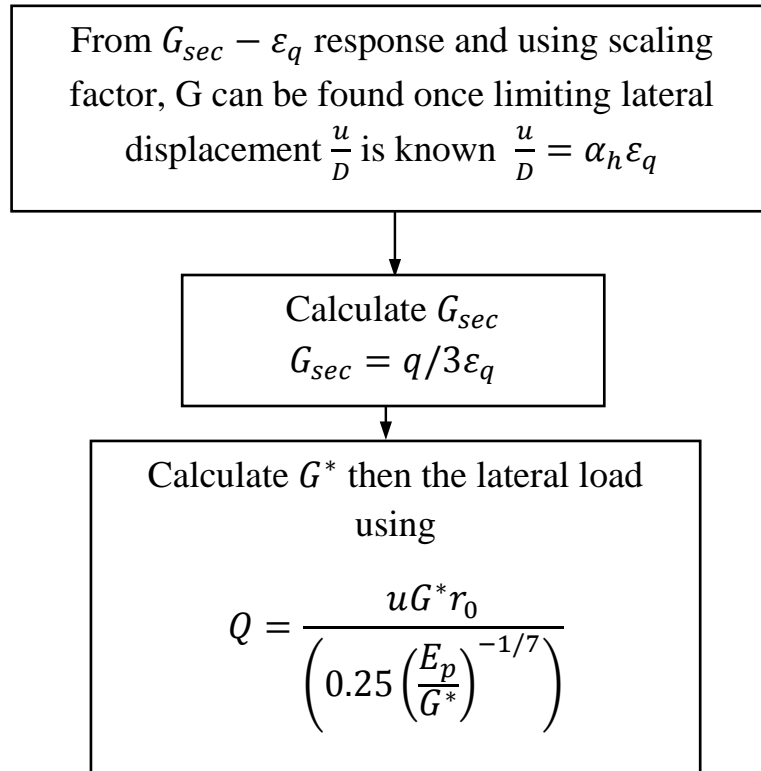 From G_sec − ε_q response and using scaling
factor, G can be found once limiting lateral
displacement u/D is known u/D = α_h ε_q
Calculate G_sec
G_sec = q/3ε_q
Calculate G* then the lateral load
using
Q = uG*r_0 / (0.25 (E_p/G*)^{−1/7})